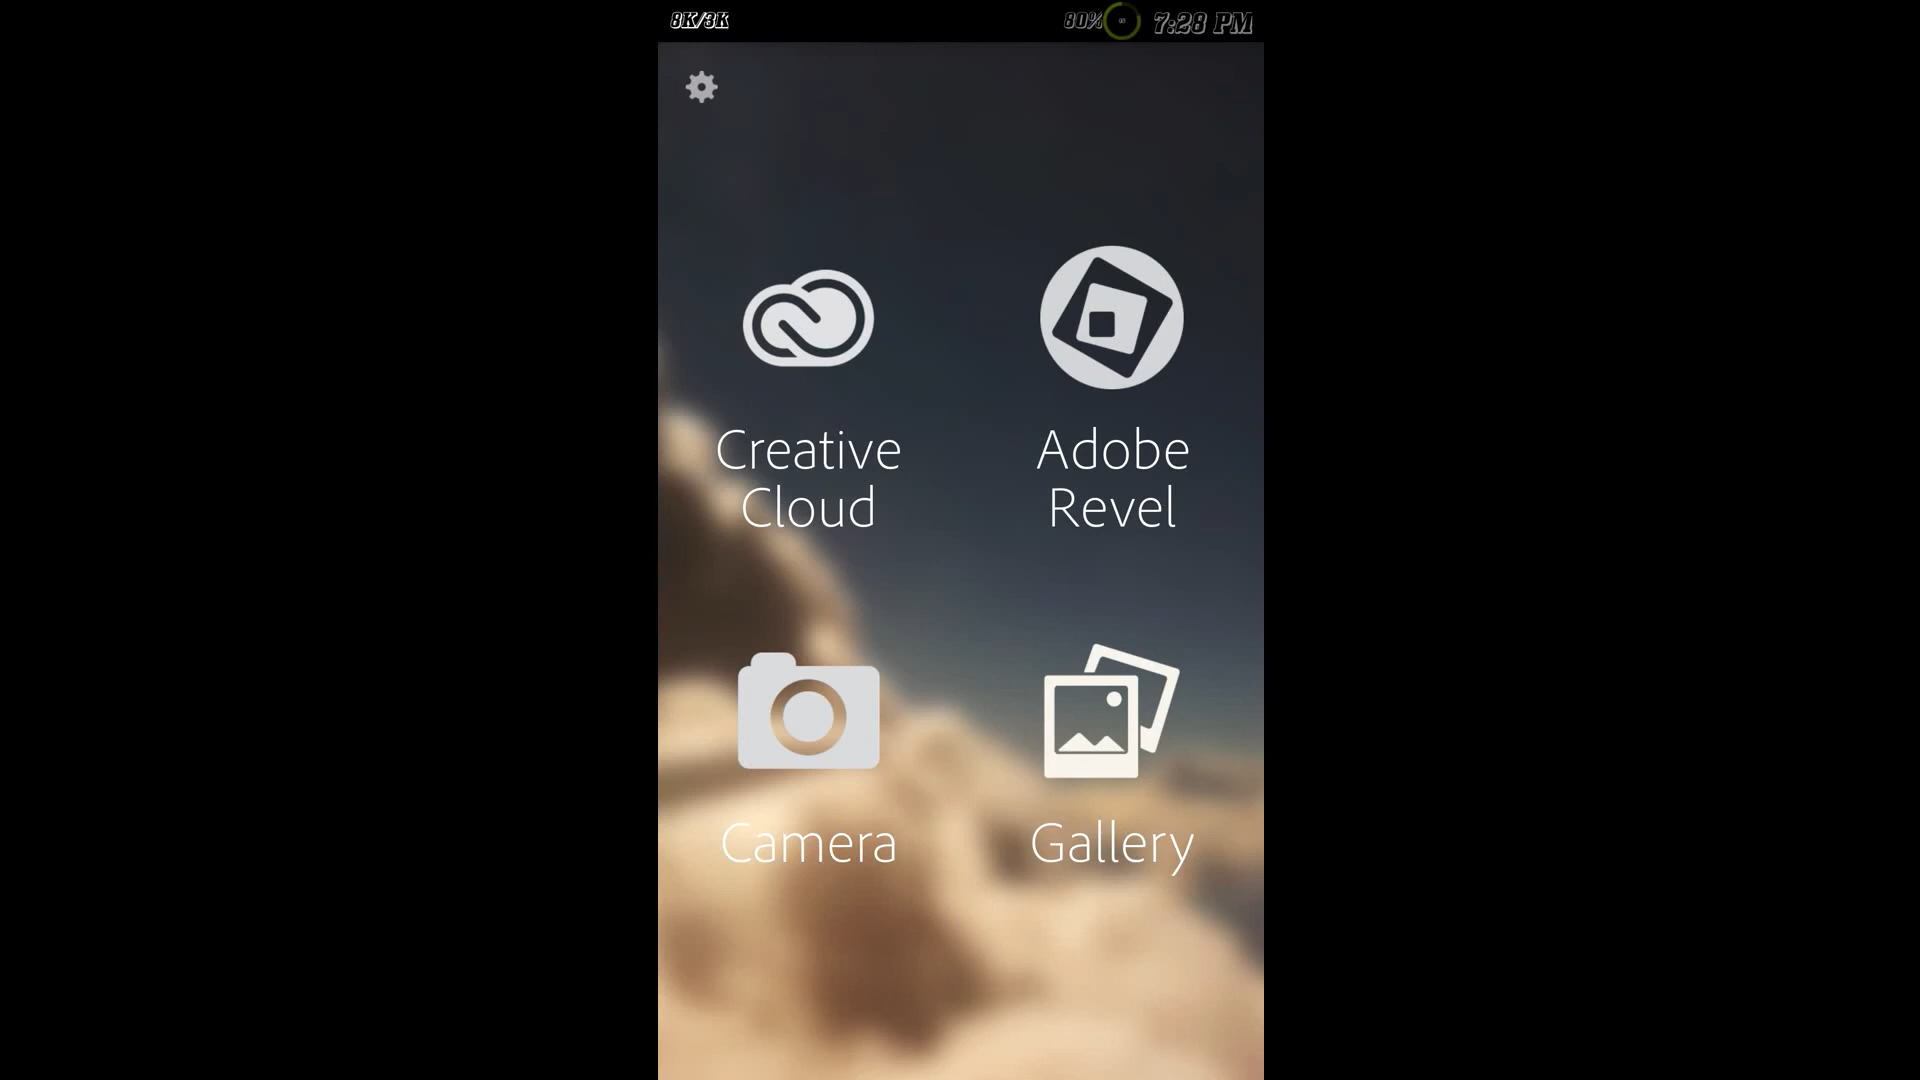 8K/3K 80% 7:28 PM
Creative
Cloud
Adobe
Revel
Camera
Gallery